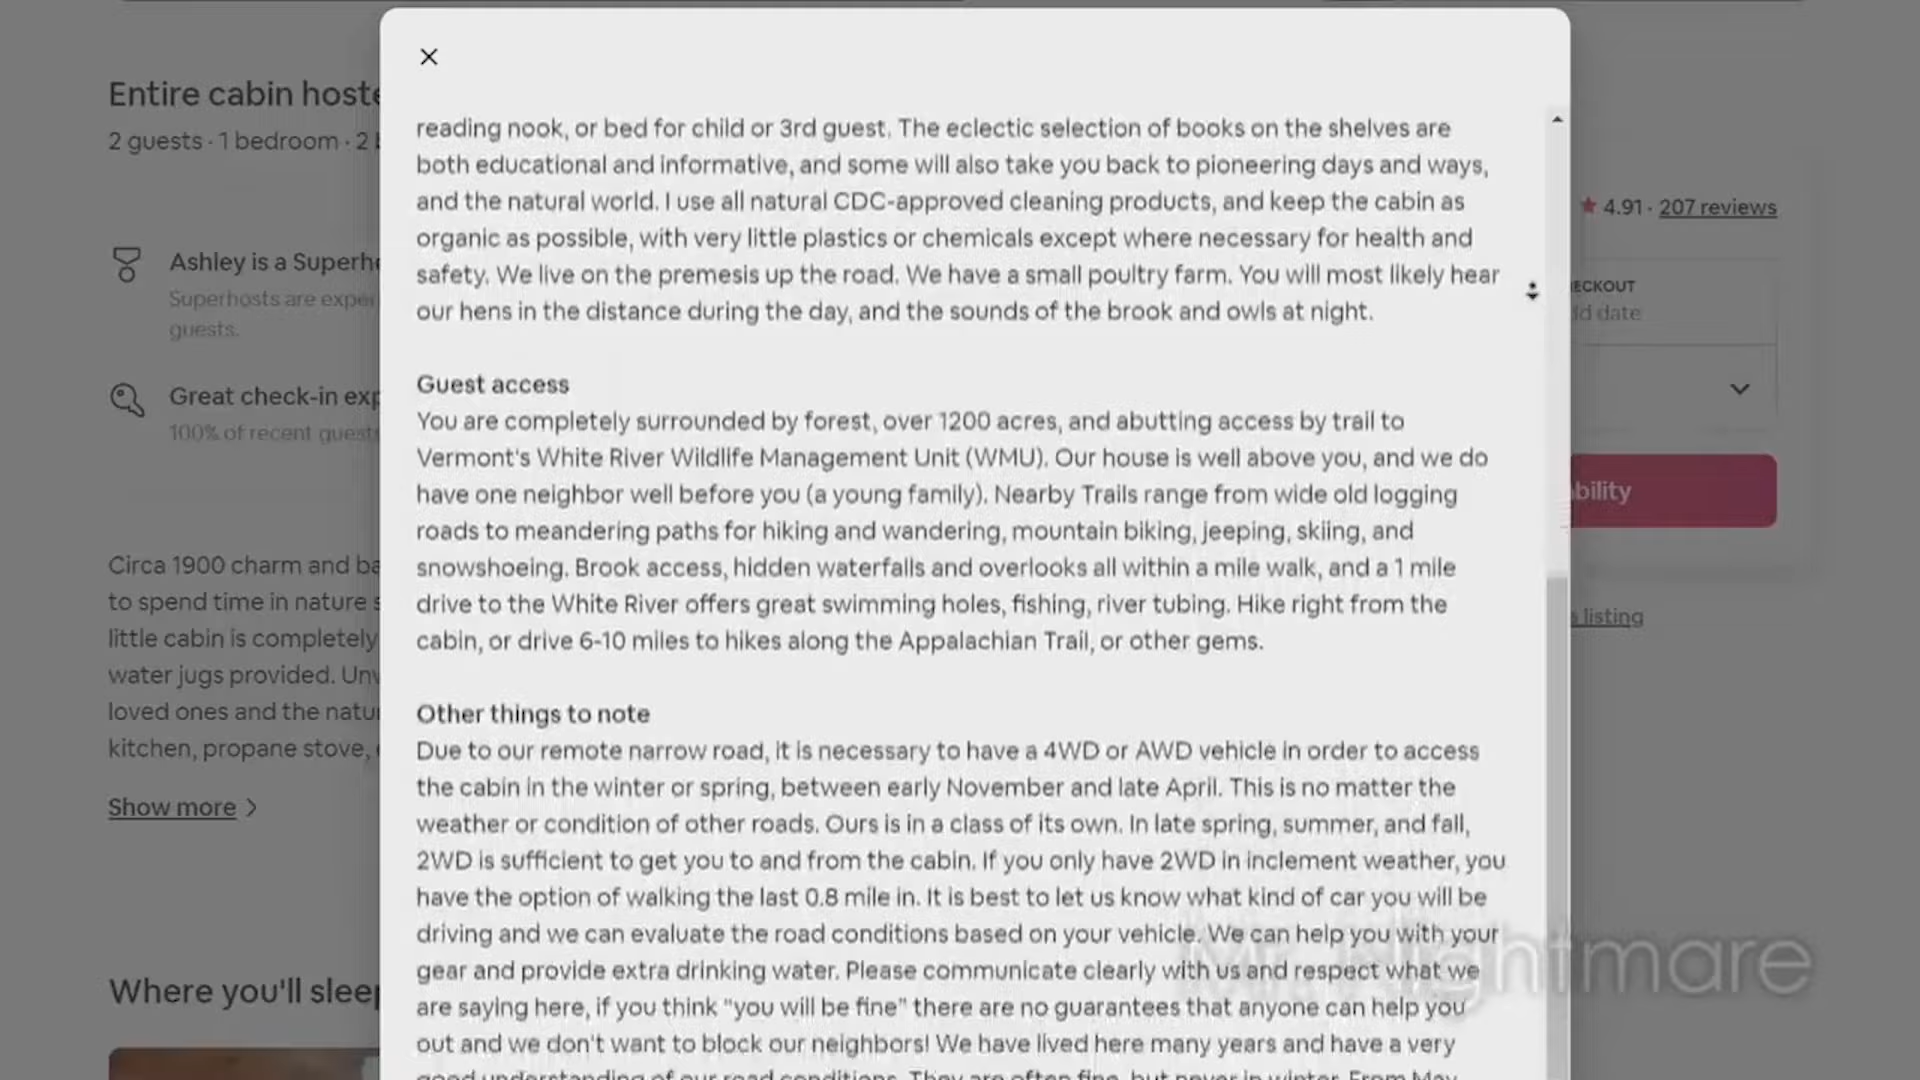 Entire cabin hoste
2 guests · 1 bedroom · 2 b
Ashley is a Superh
Superhosts are exper
guests.
Great check-in exp
100% of recent guests
Circa 1900 charm and ba
to spend time in nature s
little cabin is completely
water jugs provided. Unw
loved ones and the natur
kitchen, propane stove,
Show more
Where you'll sleep
reading nook, or bed for child or 3rd guest. The eclectic selection of books on the shelves are
both educational and informative, and some will also take you back to pioneering days and ways,
and the natural world. I use all natural CDC-approved cleaning products, and keep the cabin as
organic as possible, with very little plastics or chemicals except where necessary for health and
safety. We live on the premesis up the road. We have a small poultry farm. You will most likely hear
our hens in the distance during the day, and the sounds of the brook and owls at night.
Guest access
You are completely surrounded by forest, over 1200 acres, and abutting access by trail to
Vermont's White River Wildlife Management Unit (WMU). Our house is well above you, and we do
have one neighbor well before you (a young family). Nearby Trails range from wide old logging
roads to meandering paths for hiking and wandering, mountain biking, jeeping, skiing, and
snowshoeing. Brook access, hidden waterfalls and overlooks all within a mile walk, and a 1 mile
drive to the White River offers great swimming holes, fishing, river tubing. Hike right from the
cabin, or drive 6-10 miles to hikes along the Appalachian Trail, or other gems.
Other things to note
Due to our remote narrow road, it is necessary to have a 4WD or AWD vehicle in order to access
the cabin in the winter or spring, between early November and late April. This is no matter the
weather or condition of other roads. Ours is in a class of its own. In late spring, summer, and fall,
2WD is sufficient to get you to and from the cabin. If you only have 2WD in inclement weather, you
have the option of walking the last 0.8 mile in. It is best to let us know what kind of car you will be
driving and we can evaluate the road conditions based on your vehicle. We can help you with your
gear and provide extra drinking water. Please communicate clearly with us and respect what we
are saying here, if you think "you will be fine" there are no guarantees that anyone can help you
out and we don't want to block our neighbors! We have lived here many years and have a very
good understanding of our road conditions. They are often fine, but never in winter. From May
4.91 · 207 reviews
ECKOUT
dd date
bility
listing
Mr. Nightmare